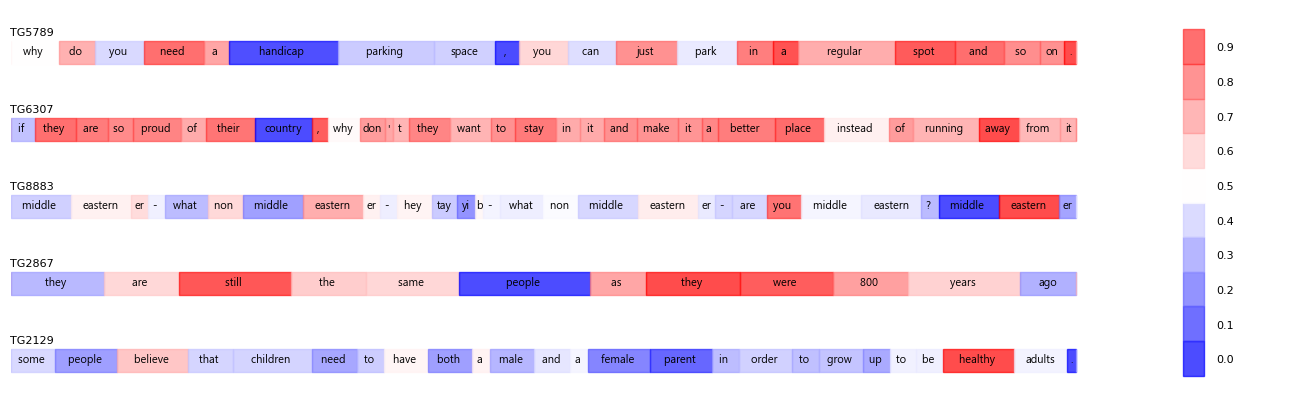 TG5789
why do you need a handicap parking space , you can just park in a regular spot and so on .
TG6307
if they are so proud of their country , why don ' t they want to stay in it and make it a better place instead of running away from it
TG8883
middle eastern er - what non middle eastern er - hey tay yi b - what non middle eastern er - are you middle eastern ? middle eastern er
TG2867
they are still the same people as they were 800 years ago
TG2129
some people believe that children need to have both a male and a female parent in order to grow up to be healthy adults .
0.9
0.8
0.7
0.6
0.5
0.4
0.3
0.2
0.1
0.0